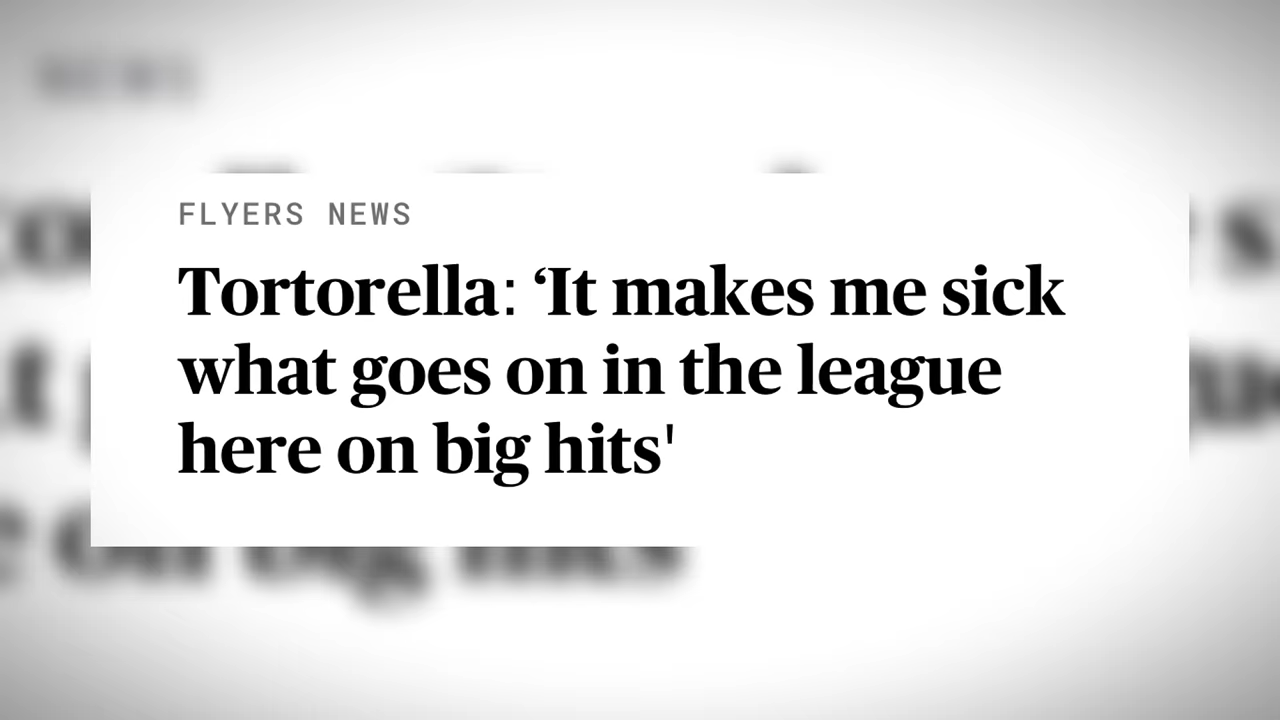 FLYERS NEWS
Tortorella: ‘It makes me sick
what goes on in the league
here on big hits'